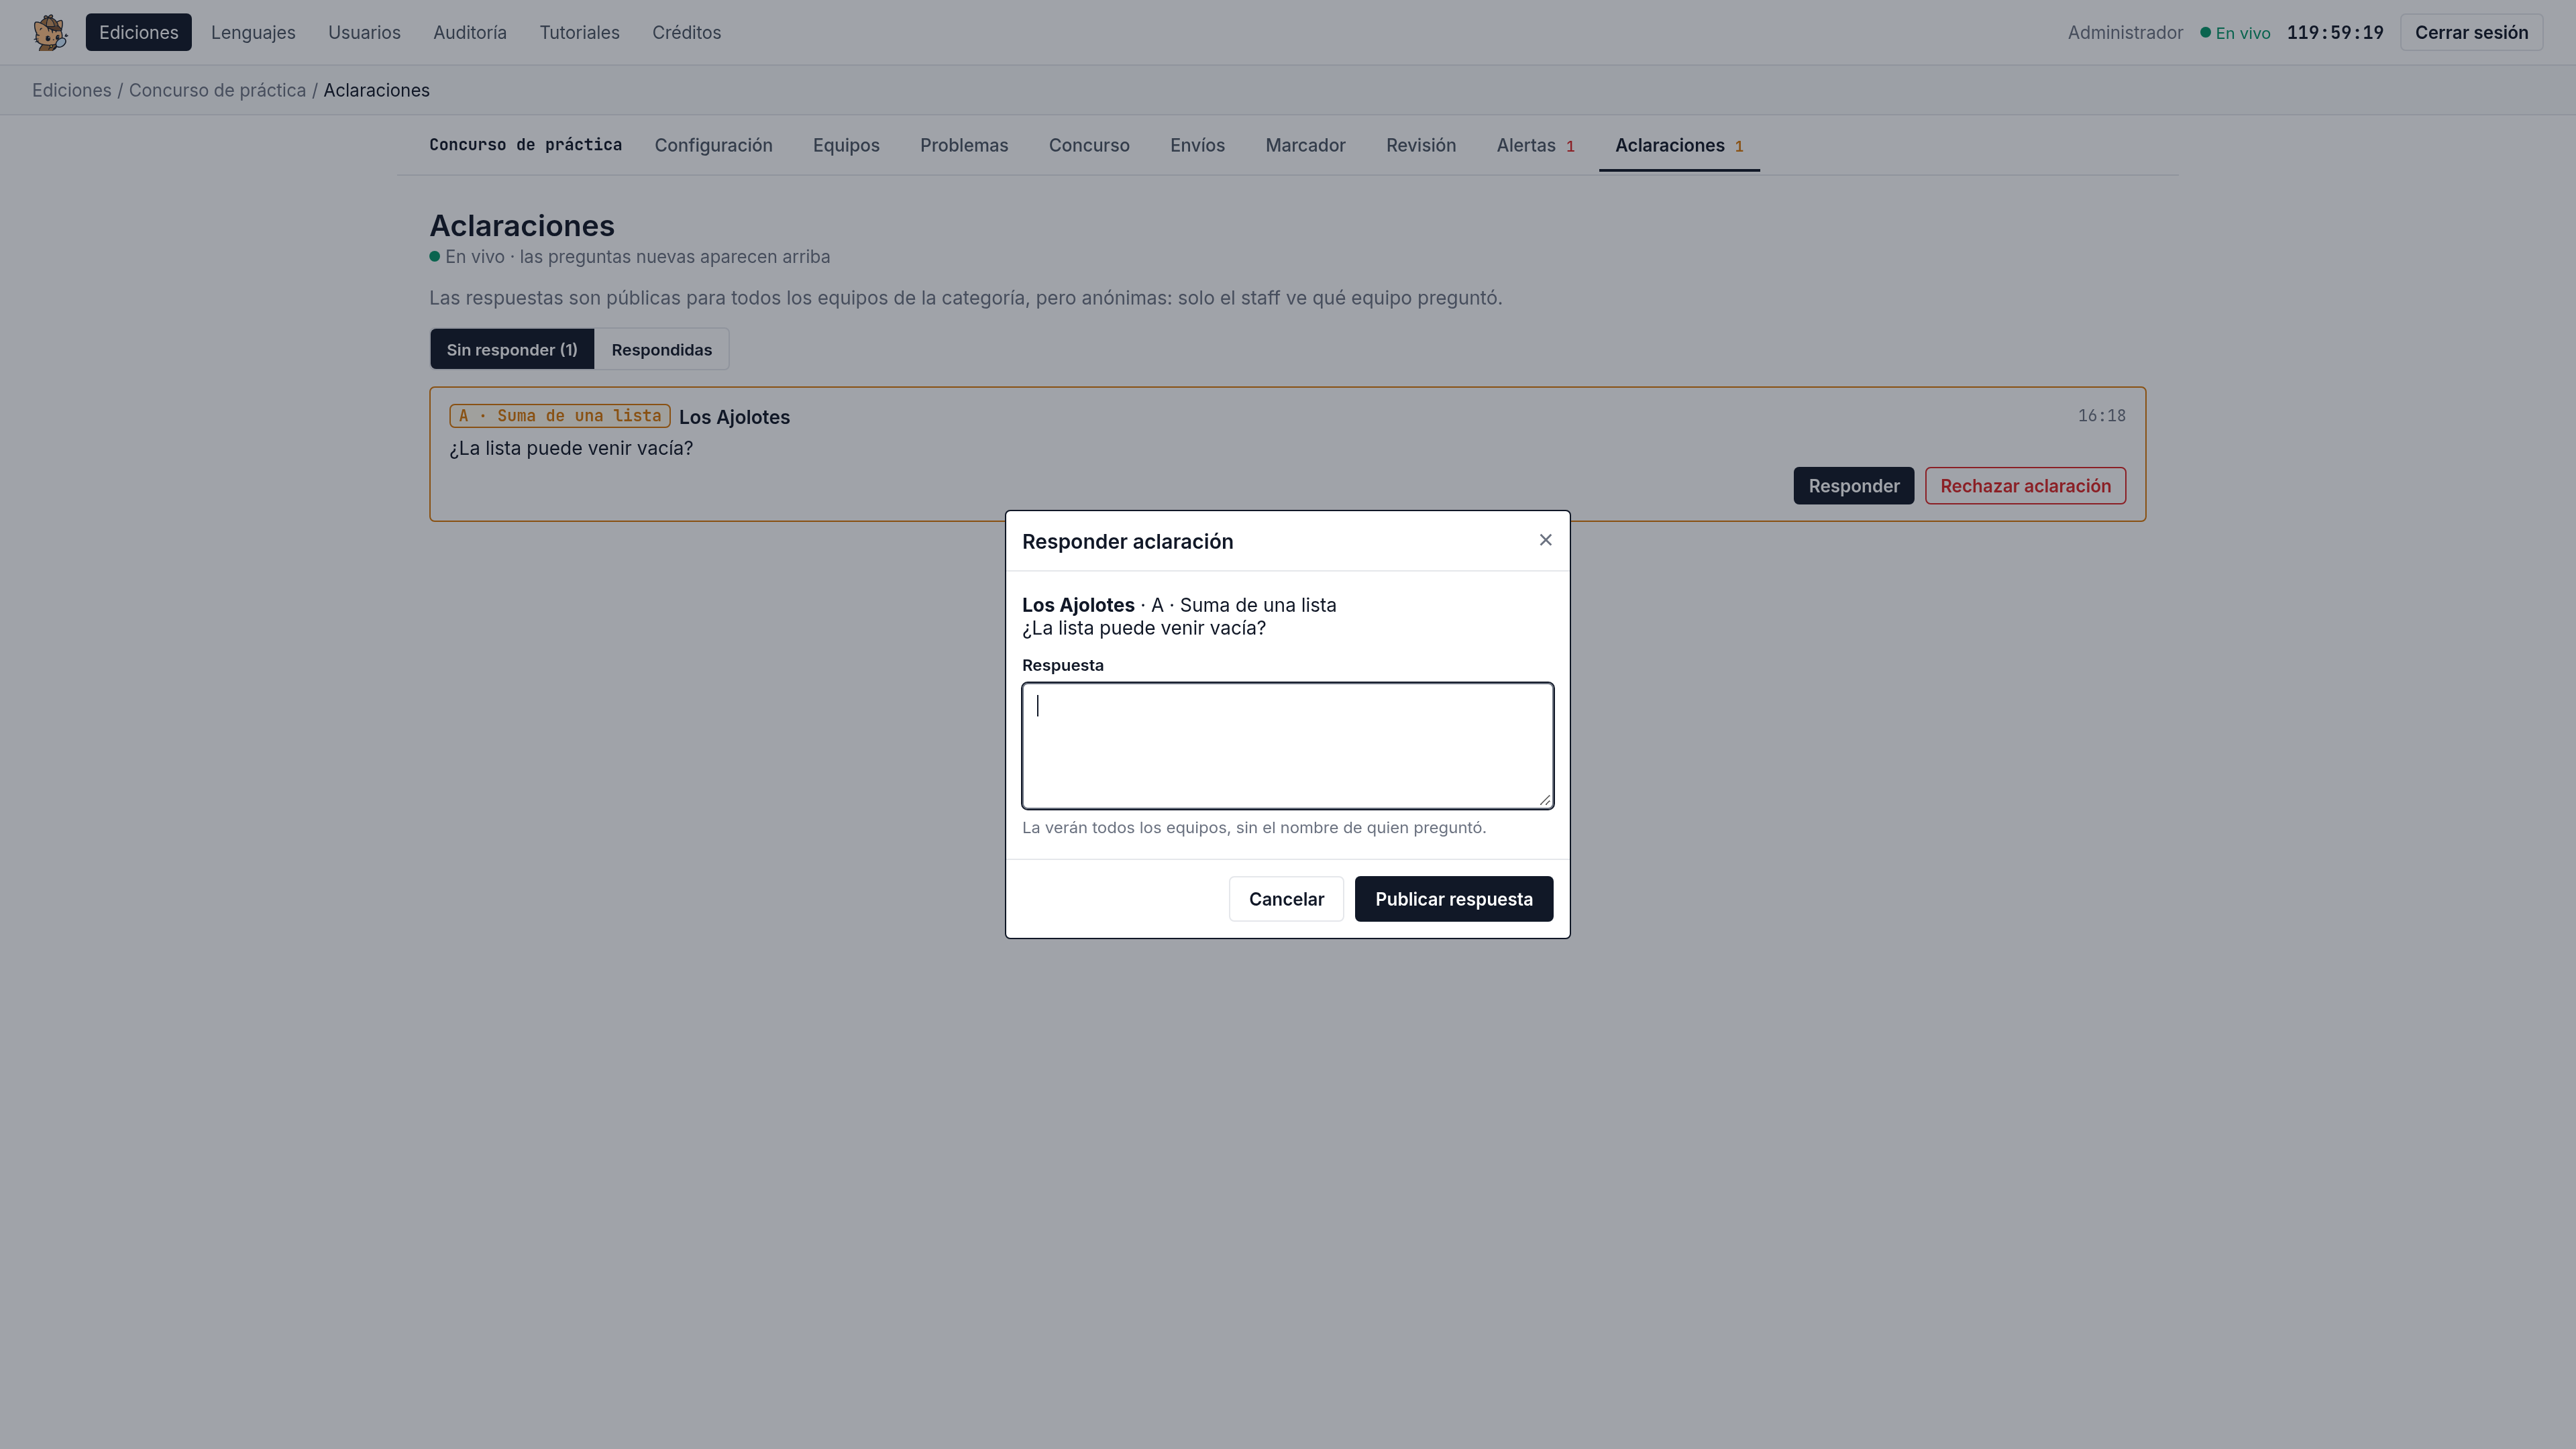 Ediciones Lenguajes Usuarios Auditoría Tutoriales Créditos Administrador En vivo 119:59:19 Cerrar sesión
Ediciones / Concurso de práctica / Aclaraciones
Concurso de práctica Configuración Equipos Problemas Concurso Envíos Marcador Revisión Alertas 1 Aclaraciones 1
Aclaraciones
En vivo · las preguntas nuevas aparecen arriba
Las respuestas son públicas para todos los equipos de la categoría, pero anónimas: solo el staff ve qué equipo preguntó.
Sin responder (1) Respondidas
A · Suma de una lista Los Ajolotes 16:18
¿La lista puede venir vacía?
Responder Rechazar aclaración
Responder aclaración ×
Los Ajolotes · A · Suma de una lista
¿La lista puede venir vacía?
Respuesta
La verán todos los equipos, sin el nombre de quien preguntó.
Cancelar Publicar respuesta